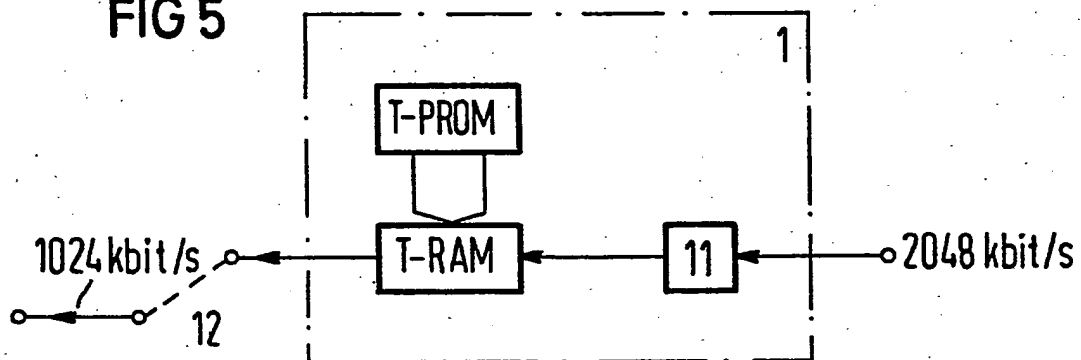 FIG 5
1
T-PROM
1024 kbit/s
T-RAM
11
2048 kbit/s
12